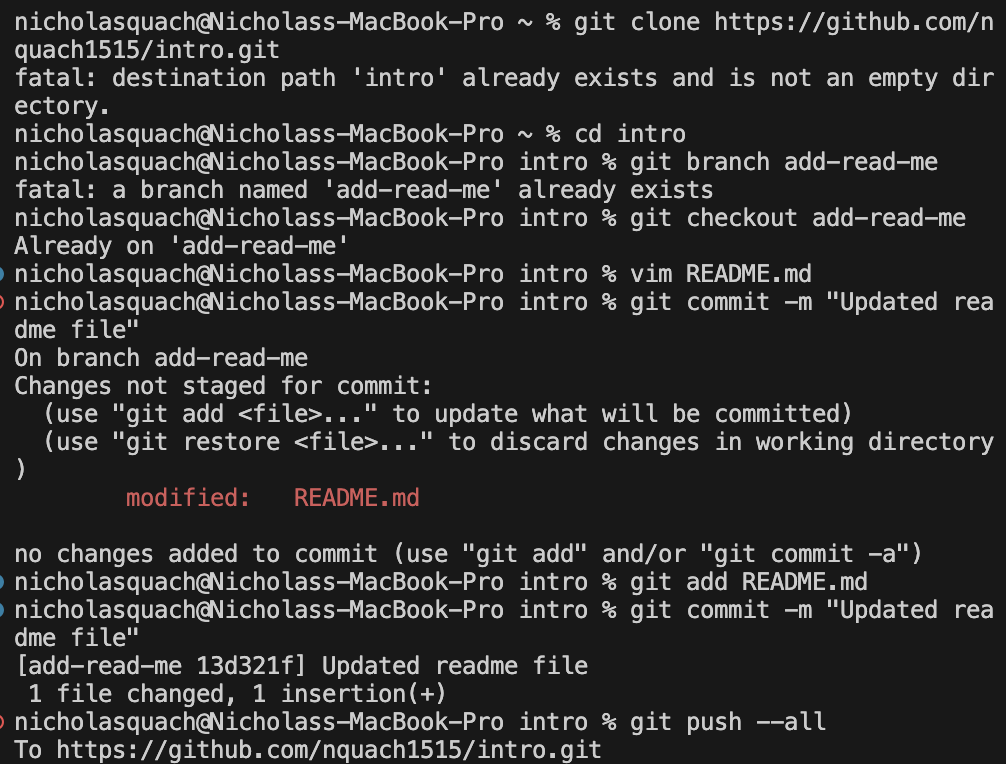 nicholasquach@Nicholass-MacBook-Pro ~ % git clone https://github.com/n
quach1515/intro.git
fatal: destination path 'intro' already exists and is not an empty dir
ectory.
nicholasquach@Nicholass-MacBook-Pro ~ % cd intro
nicholasquach@Nicholass-MacBook-Pro intro % git branch add-read-me
fatal: a branch named 'add-read-me' already exists
nicholasquach@Nicholass-MacBook-Pro intro % git checkout add-read-me
Already on 'add-read-me'
nicholasquach@Nicholass-MacBook-Pro intro % vim README.md
nicholasquach@Nicholass-MacBook-Pro intro % git commit -m "Updated rea
dme file"
On branch add-read-me
Changes not staged for commit:
  (use "git add <file>..." to update what will be committed)
  (use "git restore <file>..." to discard changes in working directory
)
        modified:   README.md

no changes added to commit (use "git add" and/or "git commit -a")
nicholasquach@Nicholass-MacBook-Pro intro % git add README.md
nicholasquach@Nicholass-MacBook-Pro intro % git commit -m "Updated rea
dme file"
[add-read-me 13d321f] Updated readme file
 1 file changed, 1 insertion(+)
nicholasquach@Nicholass-MacBook-Pro intro % git push --all
To https://github.com/nquach1515/intro.git